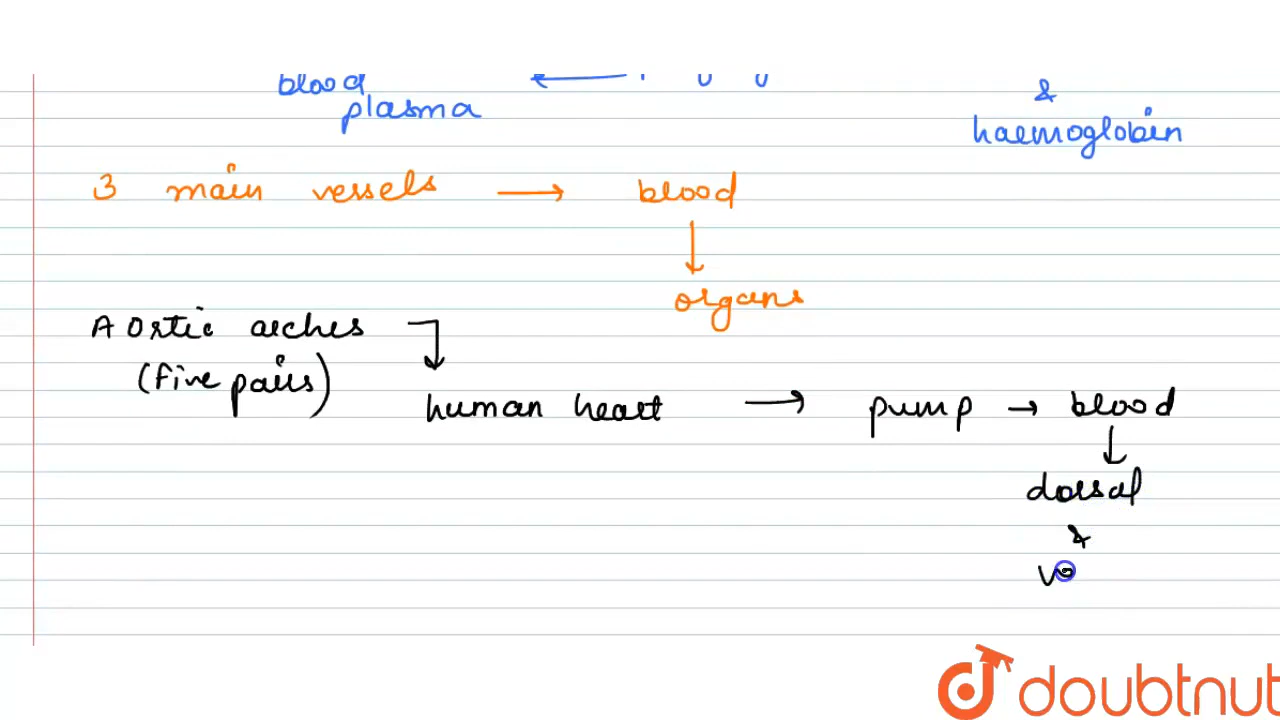 blood
plasma
&
haemoglobin
3 main vessels → blood
↓
organs
Aortic arches
(five pairs)
human heart → pump → blood
↓
dorsal
&
doubtnut